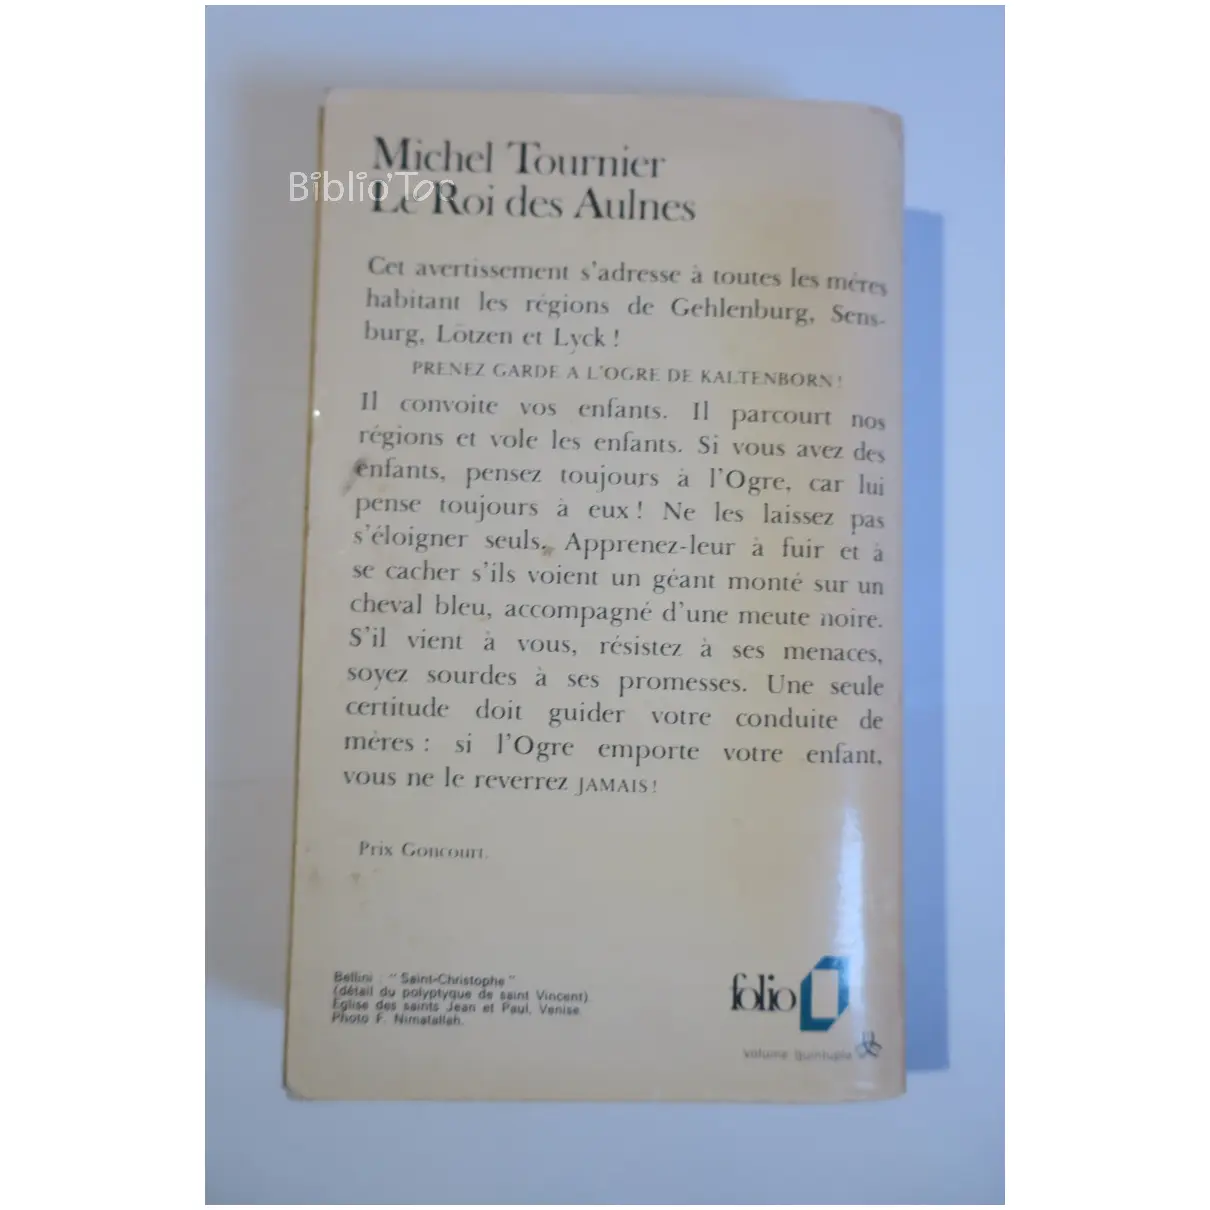 Michel Tournier
Biblio'Toc
Le Roi des Aulnes
Cet avertissement s'adresse à toutes les mères
habitant les régions de Gehlenburg, Sens-
burg, Lötzen et Lyck !
PRENEZ GARDE A L'OGRE DE KALTENBORN !
Il convoite vos enfants. Il parcourt nos
régions et vole les enfants. Si vous avez des
enfants, pensez toujours à l'Ogre, car lui
pense toujours à eux ! Ne les laissez pas
s'éloigner seuls. Apprenez-leur à fuir et à
se cacher s'ils voient un géant monté sur un
cheval bleu, accompagné d'une meute noire.
S'il vient à vous, résistez à ses menaces,
soyez sourdes à ses promesses. Une seule
certitude doit guider votre conduite de
mères : si l'Ogre emporte votre enfant,
vous ne le reverrez JAMAIS !
Prix Goncourt.
Bellini : "Saint-Christophe"
(détail du polyptyque de saint Vincent).
Eglise des saints Jean et Paul, Venise
Photo F. Nimatallah.
folio
volume quintuple